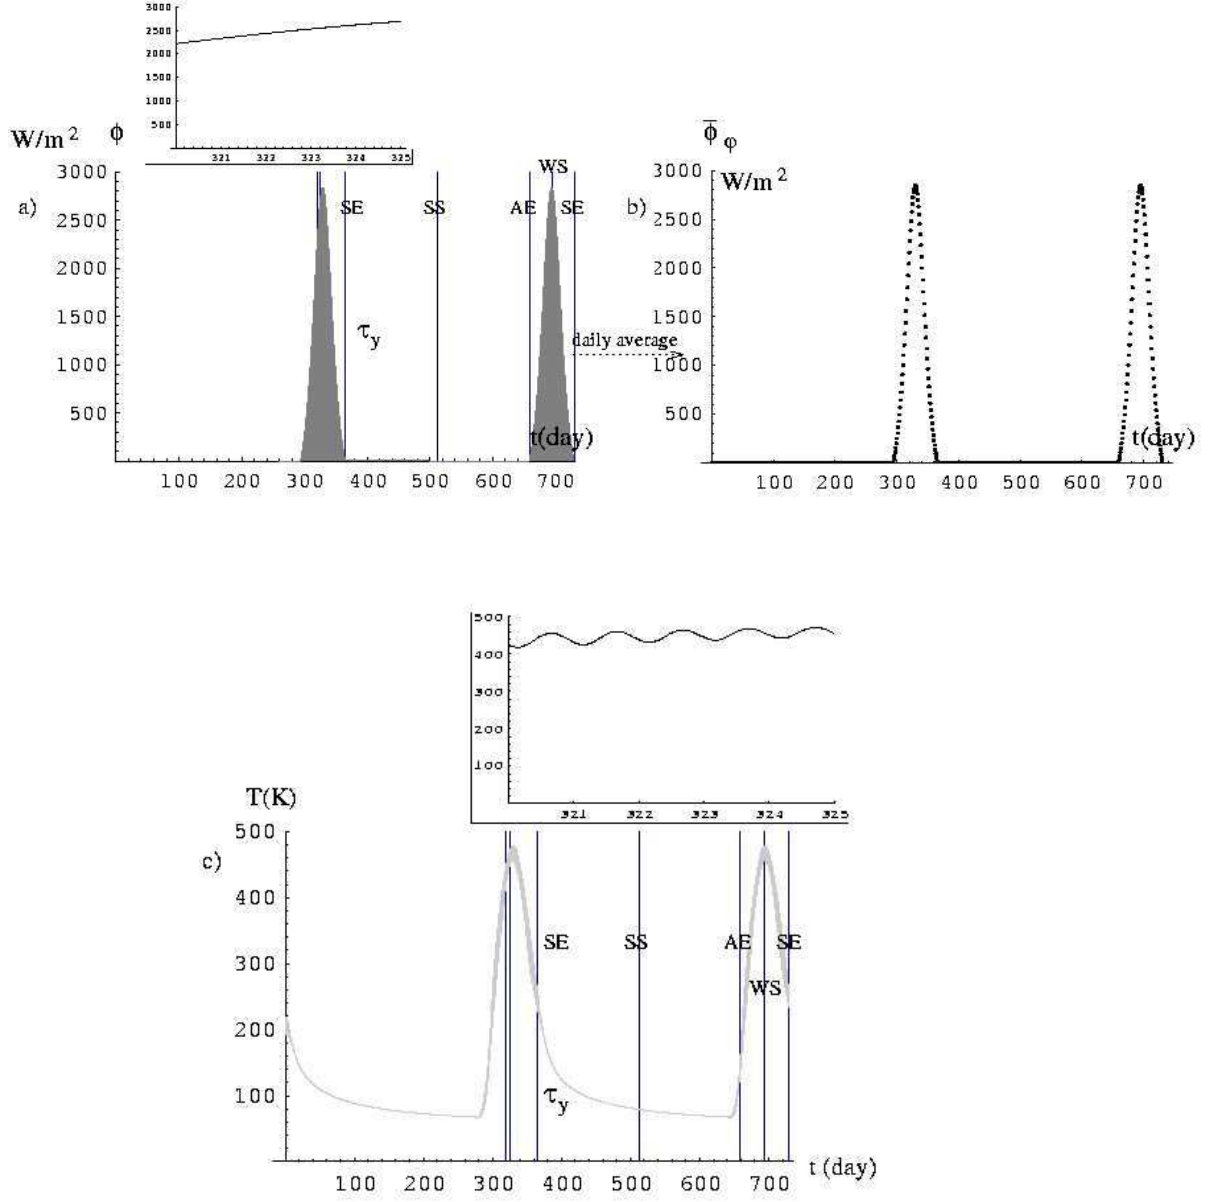 3000
2500
2000
1500
1000
500
321 322 323 324 325
W/m² ϕ
a)
3000
2500
2000
1500
1000
500
SE SS AE WS SE
τy
daily average
t(day)
100 200 300 400 500 600 700
ϕ̅φ
b)
W/m²
3000
2500
2000
1500
1000
500
t(day)
100 200 300 400 500 600 700
500
400
300
200
100
321 322 323 324 325
T(K)
c)
500
400
300
200
100
SE SS AE SE
WS
τy
t (day)
100 200 300 400 500 600 700